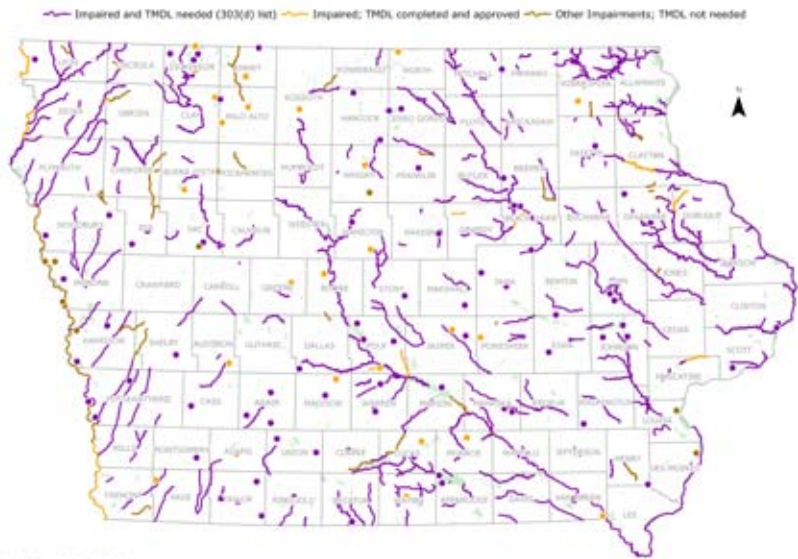 Impaired and TMDL needed (303(d) list) Impaired; TMDL completed and approved Other Impairments; TMDL not needed
N
LYON OSCEOLA DICKINSON EMMET WINNEBAGO WORTH MITCHELL HOWARD WINNESHIEK ALLAMAKEE
KOSSUTH
SIOUX OBRIEN CLAY PALO ALTO HANCOCK CERRO GORDO FLOYD CHICKASAW
FAYETTE CLAYTON
PLYMOUTH CHEROKEE BUENA VISTA POCAHONTAS HUMBOLDT WRIGHT FRANKLIN BUTLER BREMER
WOODBURY IDA SAC CALHOUN WEBSTER HAMILTON HARDIN GRUNDY BLACK HAWK BUCHANAN DELAWARE DUBUQUE
JONES JACKSON
MONONA CRAWFORD CARROLL GREENE BOONE STORY MARSHALL TAMA BENTON LINN
CLINTON
CEDAR
HARRISON SHELBY AUDUBON GUTHRIE DALLAS POLK JASPER POWESHIEK IOWA JOHNSON
SCOTT
MUSCATINE
POTTAWATTAMIE CASS ADAIR MADISON WARREN MARION MAHASKA KEOKUK WASHINGTON
LOUISA
MILLS MONTGOMERY ADAMS UNION CLARKE LUCAS MONROE WAPELLO JEFFERSON HENRY
DES MOINES
FREMONT PAGE TAYLOR RINGGOLD DECATUR WAYNE APPANOOSE DAVIS VAN BUREN
LEE